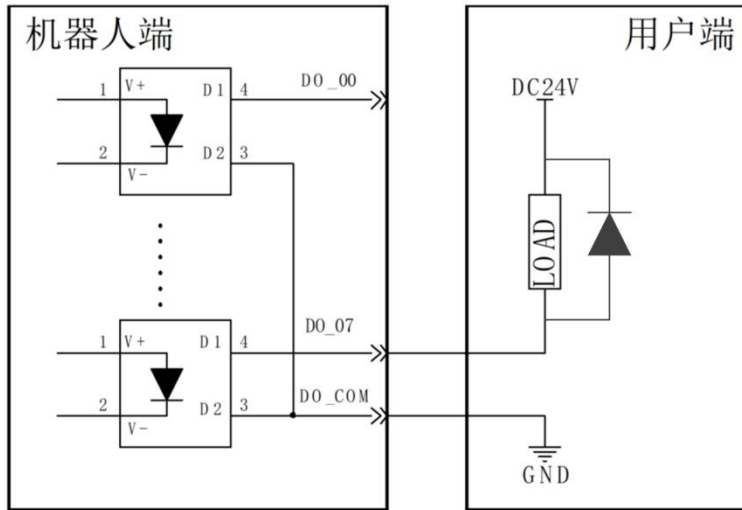 机器人端
用户端
DO_00
DC24V
1 V+ D1 4
2 V- D2 3
LOAD
DO_07
1 V+ D1 4
DO_COM
2 V- D2 3
GND